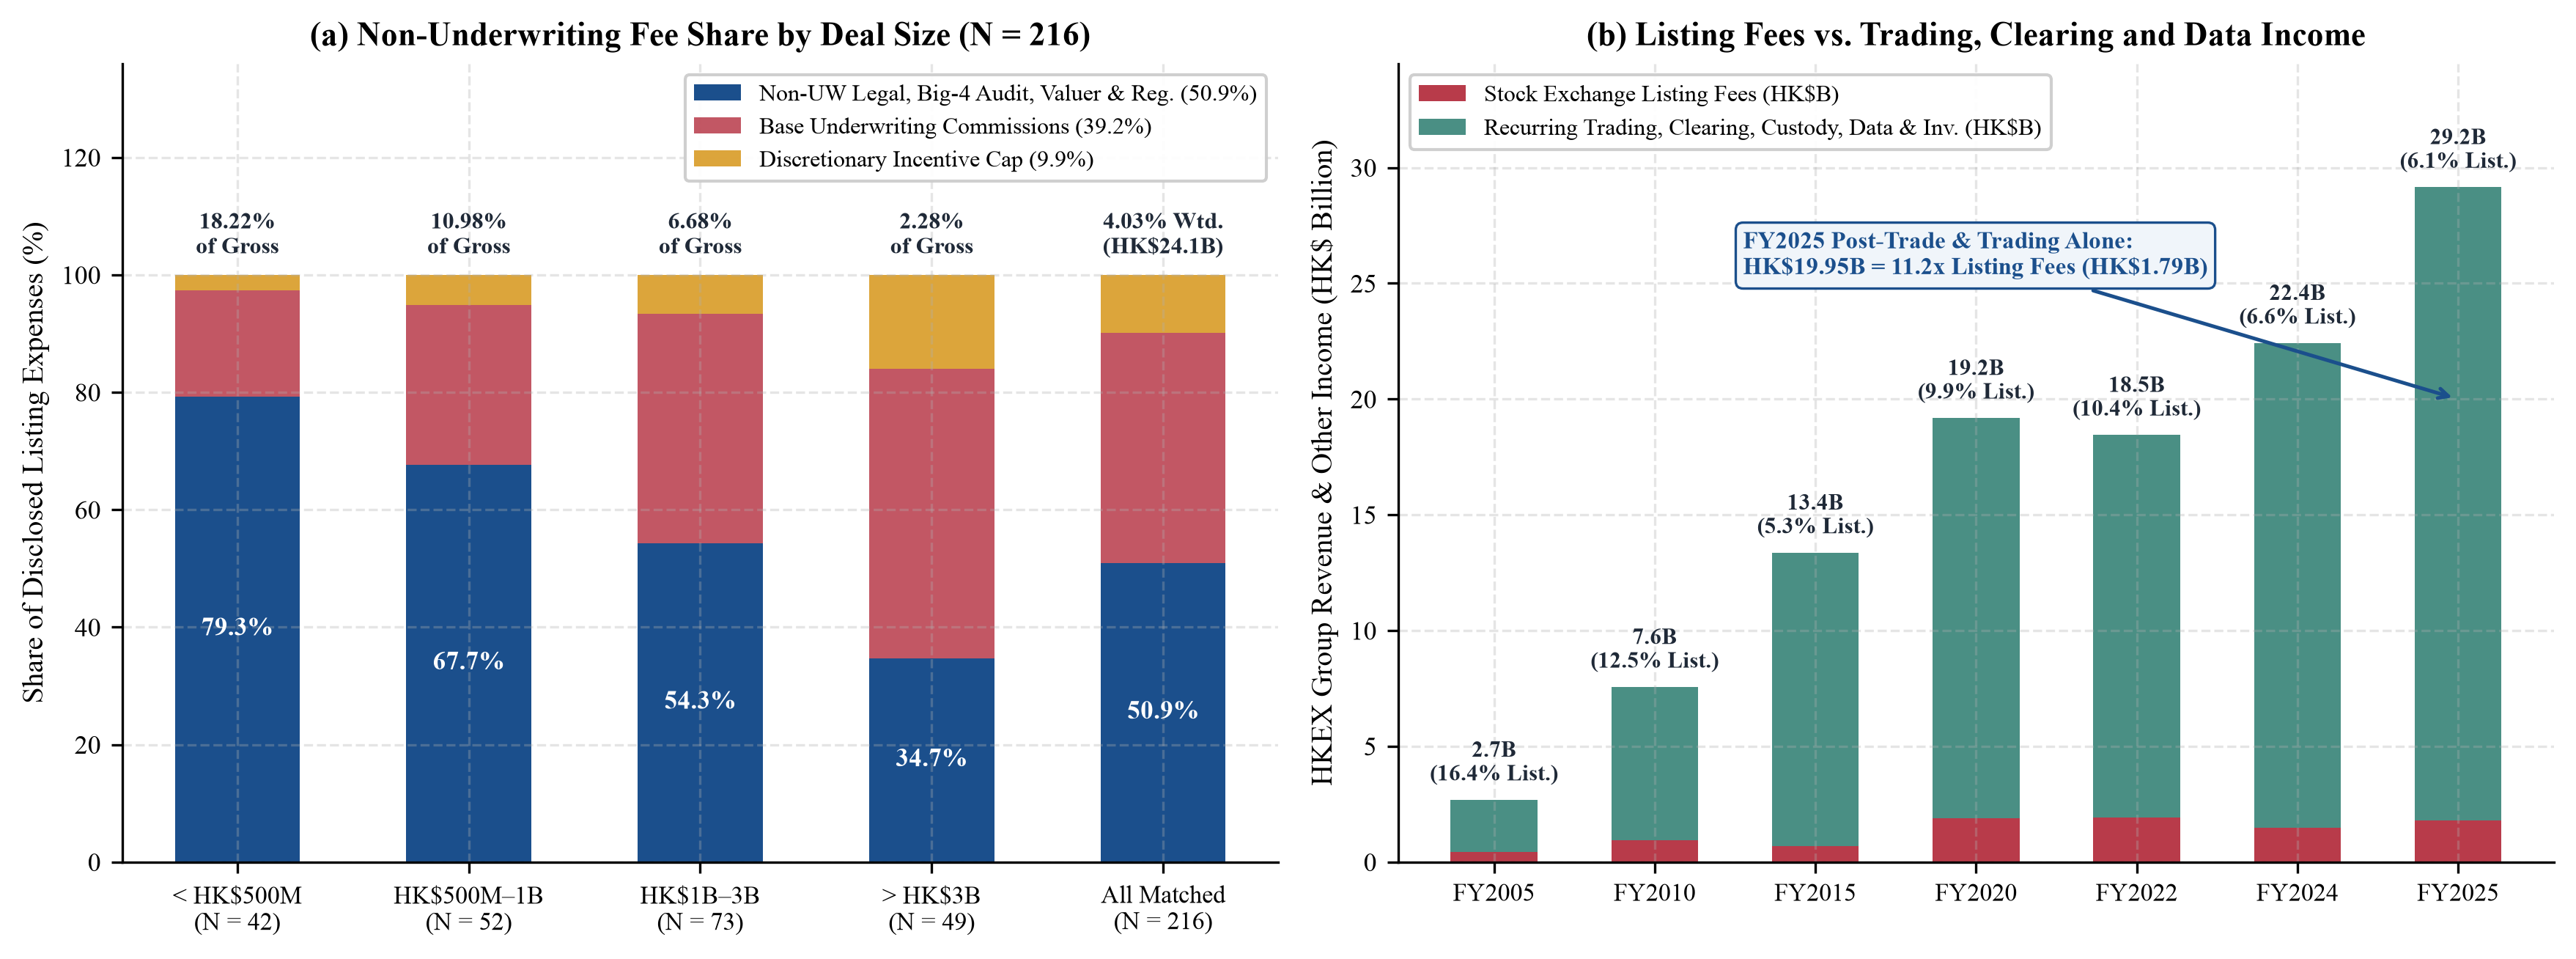 (a) Non-Underwriting Fee Share by Deal Size (N = 216)
Non-UW Legal, Big-4 Audit, Valuer & Reg. (50.9%)
Base Underwriting Commissions (39.2%)
Discretionary Incentive Cap (9.9%)
Share of Disclosed Listing Expenses (%)
120
100
80
60
40
20
0
18.22%
of Gross
10.98%
of Gross
6.68%
of Gross
2.28%
of Gross
4.03% Wtd.
(HK$24.1B)
79.3%
67.7%
54.3%
34.7%
50.9%
< HK$500M
(N = 42)
HK$500M–1B
(N = 52)
HK$1B–3B
(N = 73)
> HK$3B
(N = 49)
All Matched
(N = 216)
(b) Listing Fees vs. Trading, Clearing and Data Income
Stock Exchange Listing Fees (HK$B)
Recurring Trading, Clearing, Custody, Data & Inv. (HK$B)
HKEX Group Revenue & Other Income (HK$ Billion)
30
25
20
15
10
5
0
FY2025 Post-Trade & Trading Alone:
HK$19.95B = 11.2x Listing Fees (HK$1.79B)
2.7B
(16.4% List.)
7.6B
(12.5% List.)
13.4B
(5.3% List.)
19.2B
(9.9% List.)
18.5B
(10.4% List.)
22.4B
(6.6% List.)
29.2B
(6.1% List.)
FY2005
FY2010
FY2015
FY2020
FY2022
FY2024
FY2025